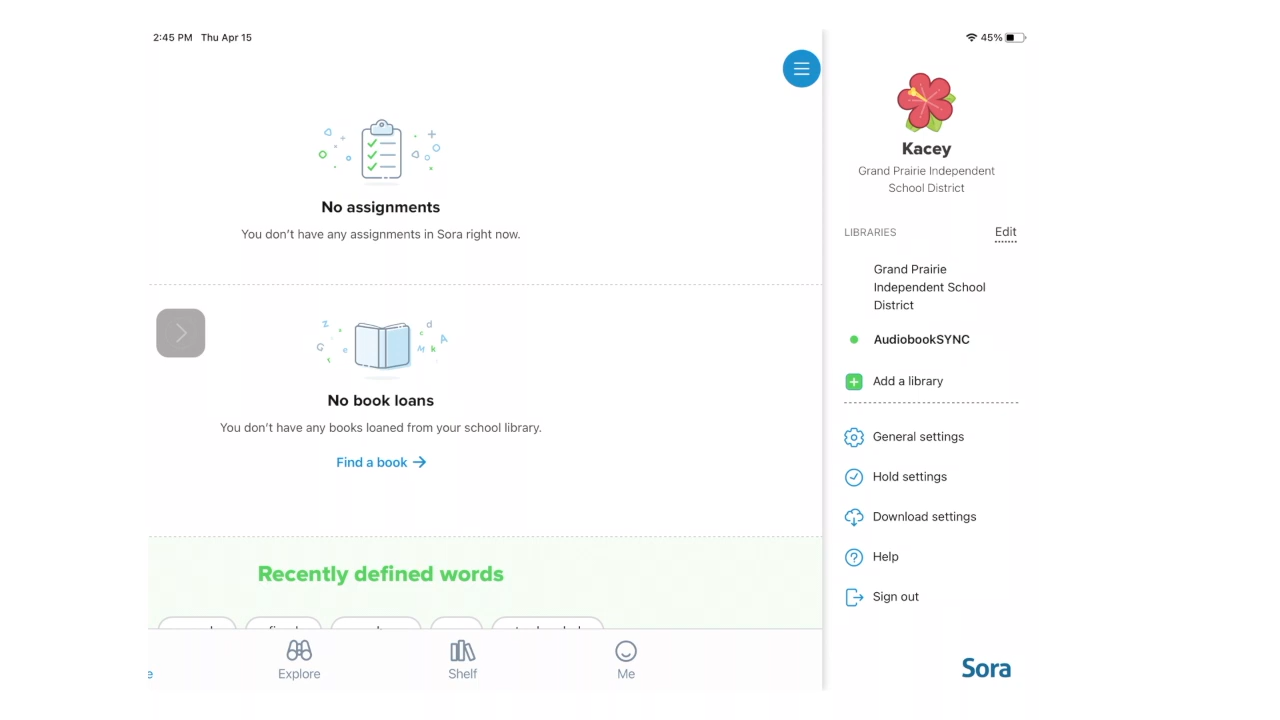 2:45 PM Thu Apr 15
45%
No assignments
You don't have any assignments in Sora right now.
No book loans
You don't have any books loaned from your school library.
Find a book
Recently defined words
Explore
Shelf
Me
Kacey
Grand Prairie Independent
School District
LIBRARIES
Edit
Grand Prairie
Independent School
District
AudiobookSYNC
Add a library
General settings
Hold settings
Download settings
Help
Sign out
Sora